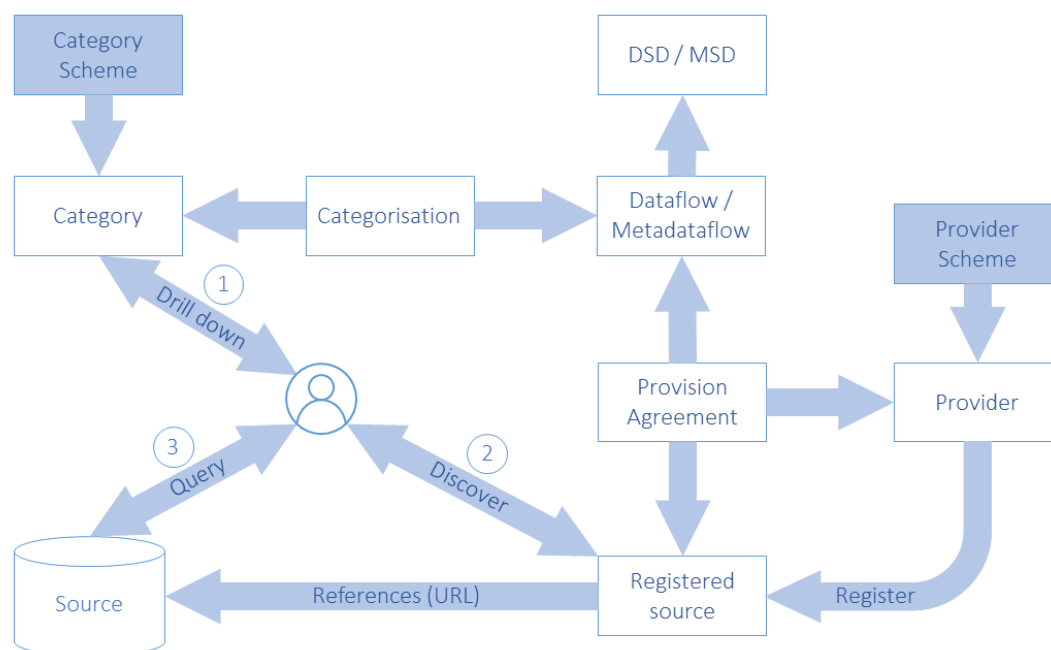 Category
Scheme
DSD / MSD
Category
Categorisation
Dataflow /
Metadataflow
Provider
Scheme
1
Drill down
Provision
Agreement
Provider
3
Query
2
Discover
Source
References (URL)
Registered
source
Register